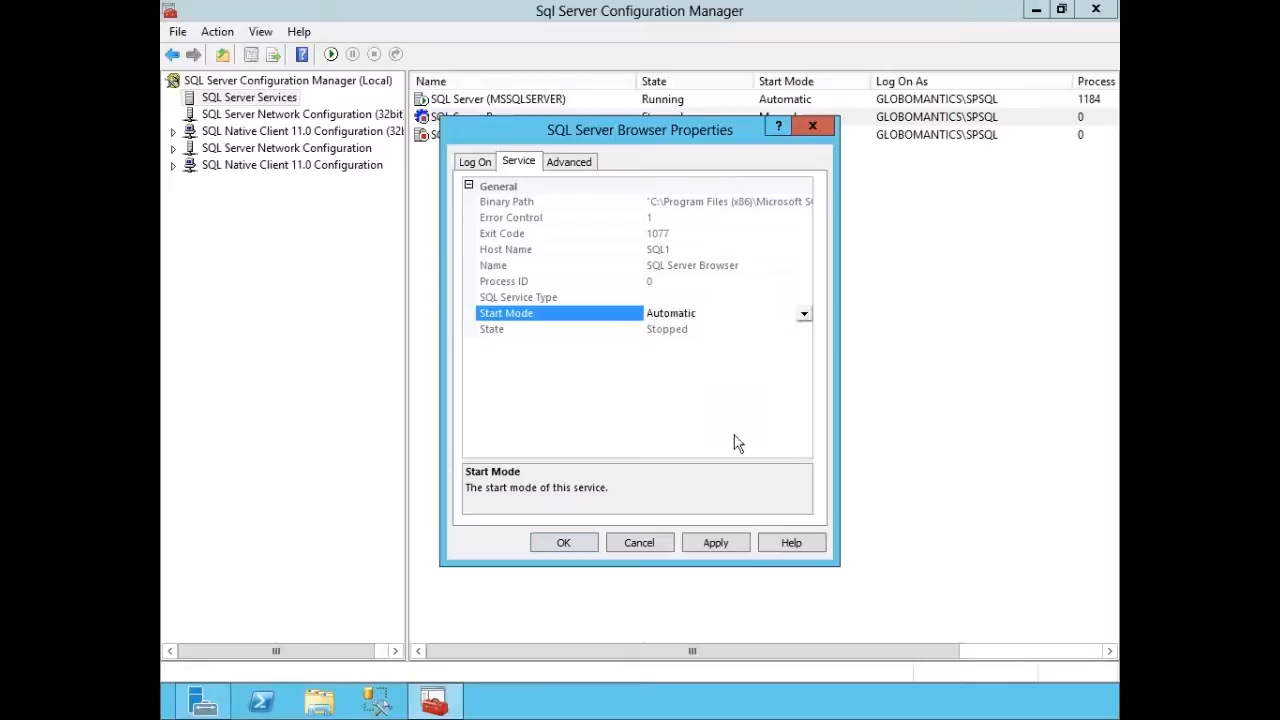 Sql Server Configuration Manager
File Action View Help
SQL Server Configuration Manager (Local)
SQL Server Services
SQL Server Network Configuration (32bit
SQL Native Client 11.0 Configuration (32l
SQL Server Network Configuration
SQL Native Client 11.0 Configuration
Name State Start Mode Log On As Process
SQL Server (MSSQLSERVER) Running Automatic GLOBOMANTICS\SPSQL 1184
GLOBOMANTICS\SPSQL 0
GLOBOMANTICS\SPSQL 0
SQL Server Browser Properties
? X
Log On Service Advanced
General
Binary Path "C:\Program Files (x86)\Microsoft S
Error Control 1
Exit Code 1077
Host Name SQL1
Name SQL Server Browser
Process ID 0
SQL Service Type
Start Mode Automatic
State Stopped
Start Mode
The start mode of this service.
OK Cancel Apply Help